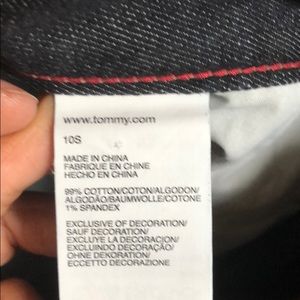 www.tommy.com
10S
MADE IN CHINA
FABRIQUE EN CHINE
HECHO EN CHINA
99% COTTON/COTON/ALGODON/
ALGODÃO/BAUMWOLLE/COTONE
1% SPANDEX
EXCLUSIVE OF DECORATION/
SAUF DECORATION/
EXCLUYE LA DECORACION/
EXCLUINDO DECORAÇÃO/
OHNE DEKORATION/
ECCETTO DECORAZIONE